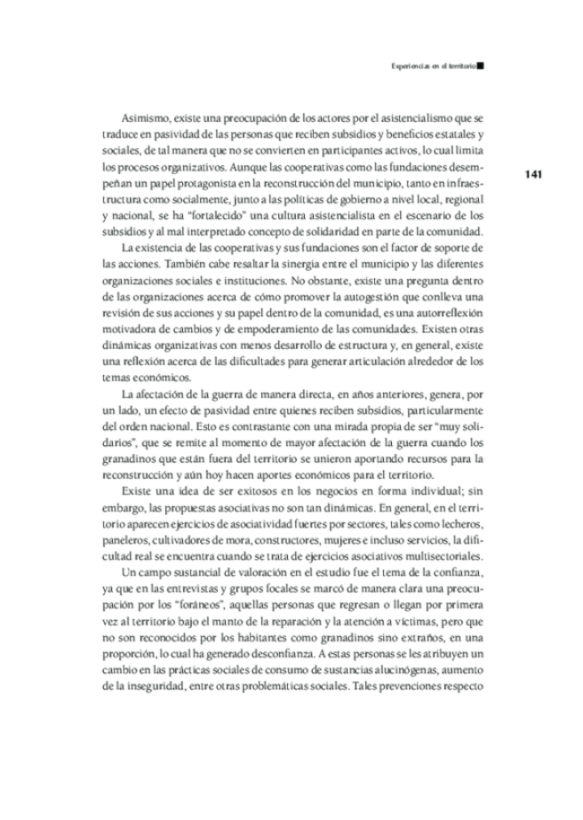 Experiencias en el territorio
141
Asimismo, existe una preocupación de los actores por el asistencialismo que se
traduce en pasividad de las personas que reciben subsidios y beneficios estatales y
sociales, de tal manera que no se convierten en participantes activos, lo cual limita
los procesos organizativos. Aunque las cooperativas como las fundaciones desem-
peñan un papel protagonista en la reconstrucción del municipio, tanto en infraes-
tructura como socialmente, junto a las políticas de gobierno a nivel local, regional
y nacional, se ha “fortalecido” una cultura asistencialista en el escenario de los
subsidios y al mal interpretado concepto de solidaridad en parte de la comunidad.
La existencia de las cooperativas y sus fundaciones son el factor de soporte de
las acciones. También cabe resaltar la sinergia entre el municipio y las diferentes
organizaciones sociales e instituciones. No obstante, existe una pregunta dentro
de las organizaciones acerca de cómo promover la autogestión que conlleva una
revisión de sus acciones y su papel dentro de la comunidad, es una autorreflexión
motivadora de cambios y de empoderamiento de las comunidades. Existen otras
dinámicas organizativas con menos desarrollo de estructura y, en general, existe
una reflexión acerca de las dificultades para generar articulación alrededor de los
temas económicos.
La afectación de la guerra de manera directa, en años anteriores, genera, por
un lado, un efecto de pasividad entre quienes reciben subsidios, particularmente
del orden nacional. Esto es contrastante con una mirada propia de ser “muy soli-
darios”, que se remite al momento de mayor afectación de la guerra cuando los
granadinos que están fuera del territorio se unieron aportando recursos para la
reconstrucción y aún hoy hacen aportes económicos para el territorio.
Existe una idea de ser exitosos en los negocios en forma individual; sin
embargo, las propuestas asociativas no son tan dinámicas. En general, en el terri-
torio aparecen ejercicios de asociatividad fuertes por sectores, tales como lecheros,
paneleros, cultivadores de mora, constructores, mujeres e incluso servicios, la difi-
cultad real se encuentra cuando se trata de ejercicios asociativos multisectoriales.
Un campo sustancial de valoración en el estudio fue el tema de la confianza,
ya que en las entrevistas y grupos focales se marcó de manera clara una preocu-
pación por los “foráneos”, aquellas personas que regresan o llegan por primera
vez al territorio bajo el manto de la reparación y la atención a víctimas, pero que
no son reconocidos por los habitantes como granadinos sino extraños, en una
proporción, lo cual ha generado desconfianza. A estas personas se les atribuyen un
cambio en las prácticas sociales de consumo de sustancias alucinógenas, aumento
de la inseguridad, entre otras problemáticas sociales. Tales prevenciones respecto